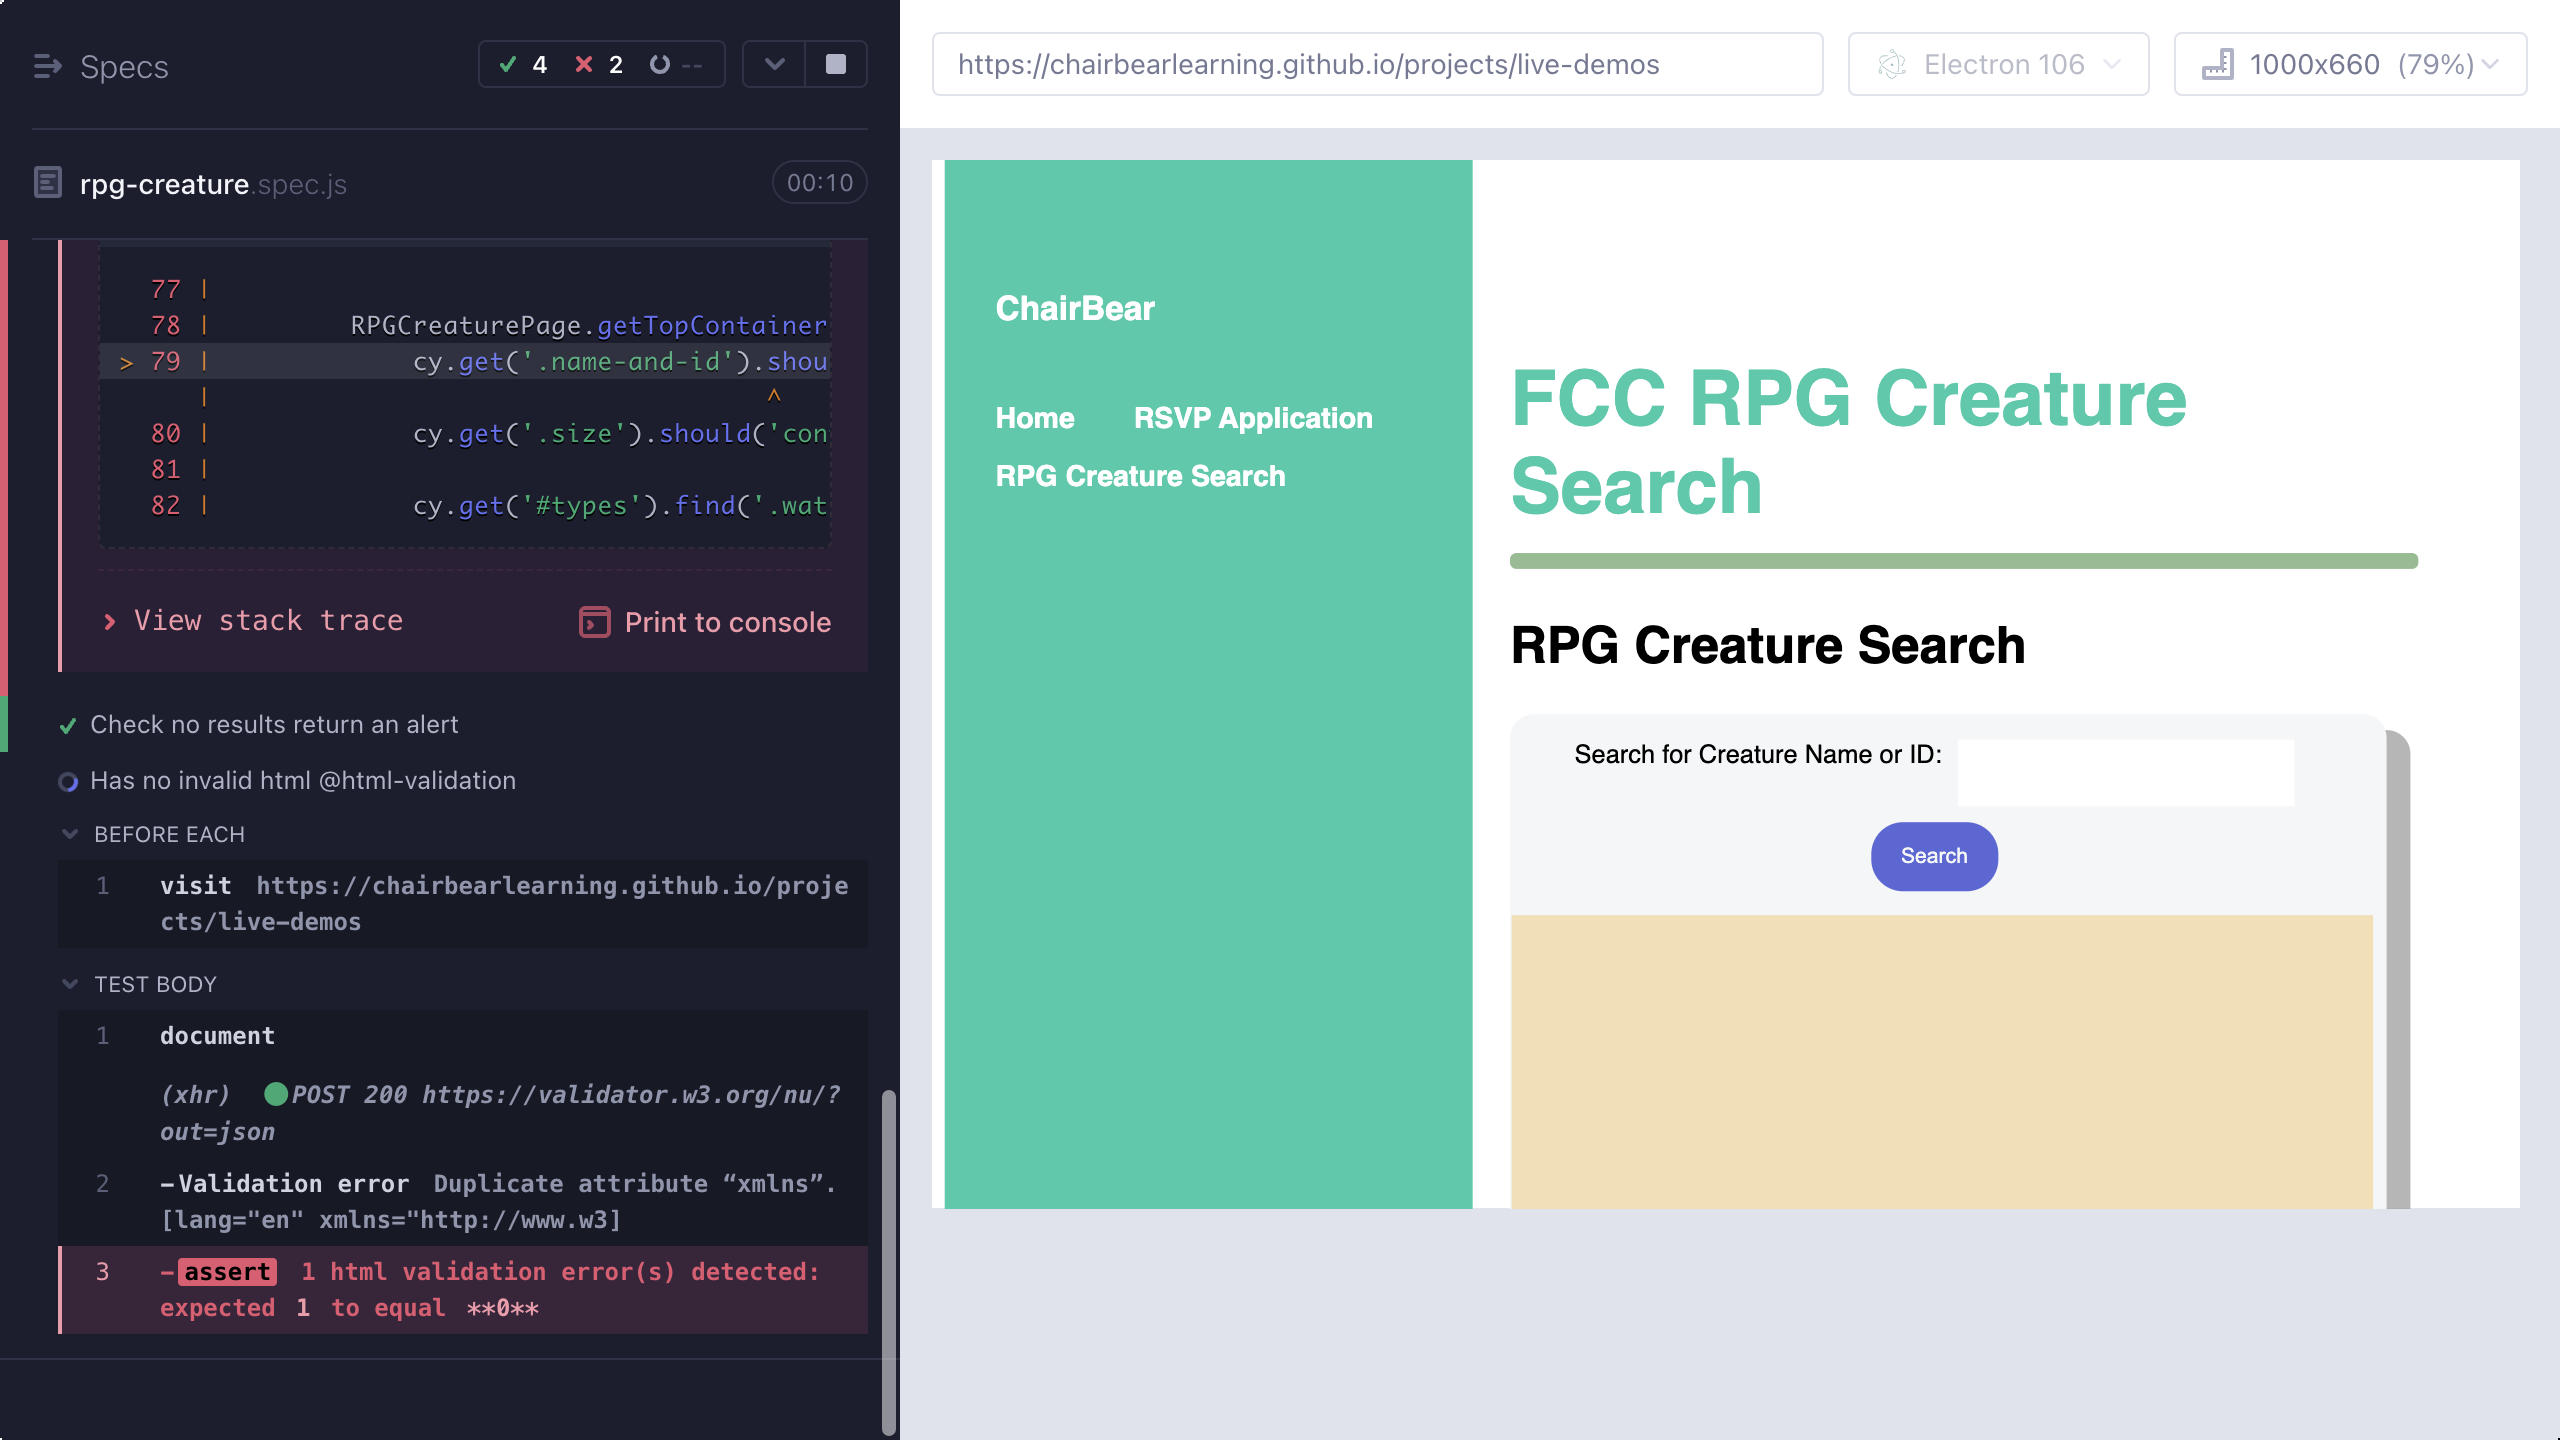 Specs
4 2 --
rpg-creature.spec.js
00:10
77 |
78 | RPGCreaturePage.getTopContainer
> 79 | cy.get('.name-and-id').shou
| ^
80 | cy.get('.size').should('con
81 |
82 | cy.get('#types').find('.wat
View stack trace
Print to console
Check no results return an alert
Has no invalid html @html-validation
BEFORE EACH
1 visit https://chairbearlearning.github.io/proje
cts/live-demos
TEST BODY
1 document
(xhr) POST 200 https://validator.w3.org/nu/?
out=json
2 -Validation error Duplicate attribute “xmlns”.
[lang="en" xmlns="http://www.w3]
3 -assert 1 html validation error(s) detected:
expected 1 to equal **0**
https://chairbearlearning.github.io/projects/live-demos
Electron 106
1000x660 (79%)
ChairBear
Home RSVP Application
RPG Creature Search
FCC RPG Creature
Search
RPG Creature Search
Search for Creature Name or ID:
Search